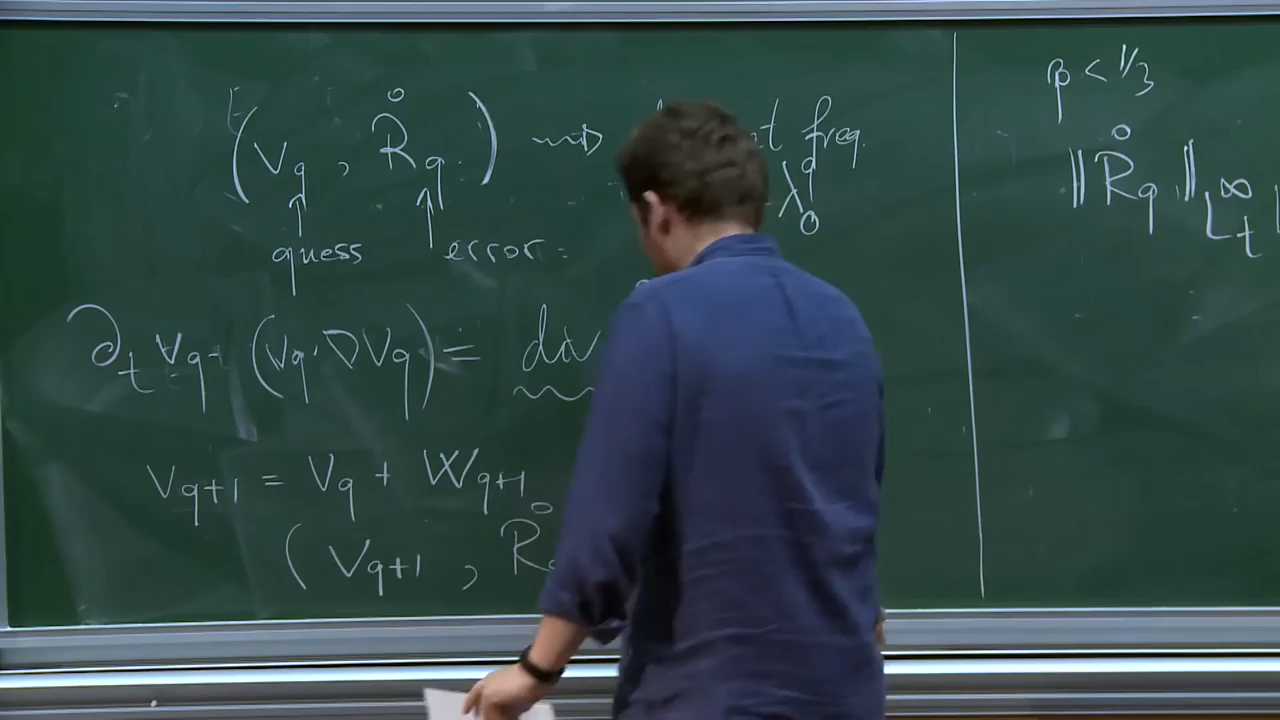 (v_q , R̊_q) ⇝ t freq.
guess error: λ_0^q
∂_t v_q + (v_q · ∇v_q) = div
v_{q+1} = v_q + w_{q+1}
(v_{q+1} , R̊
β < 1/3
‖R̊_q‖_{L^∞_t